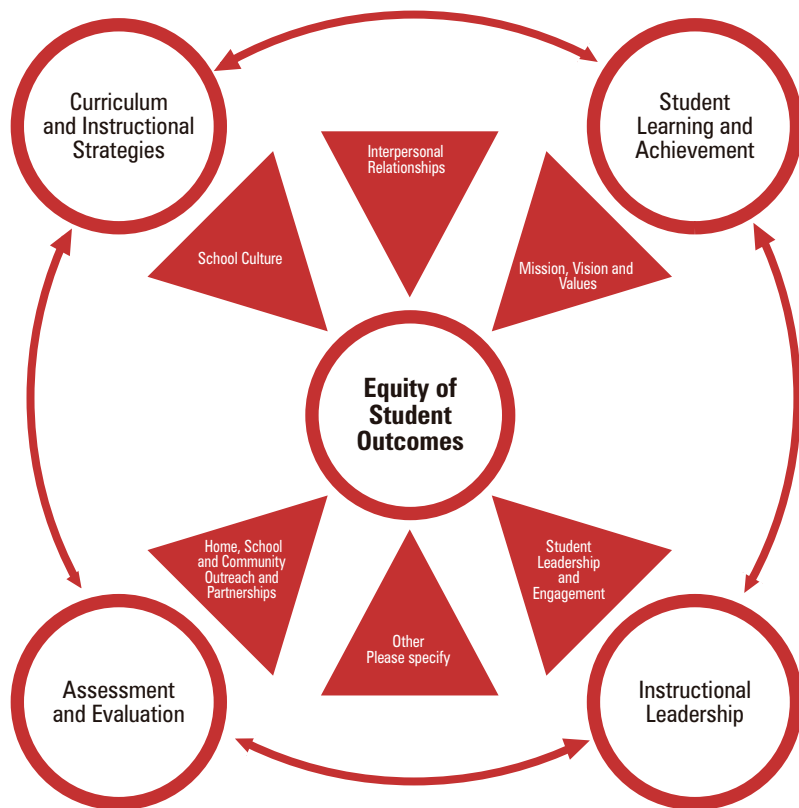 Curriculum
and Instructional
Strategies
Student
Learning and
Achievement
Interpersonal
Relationships
School Culture
Mission, Vision and
Values
Equity of
Student
Outcomes
Home, School
and Community
Outreach and
Partnerships
Student
Leadership
and
Engagement
Other
Please specify
Assessment
and Evaluation
Instructional
Leadership